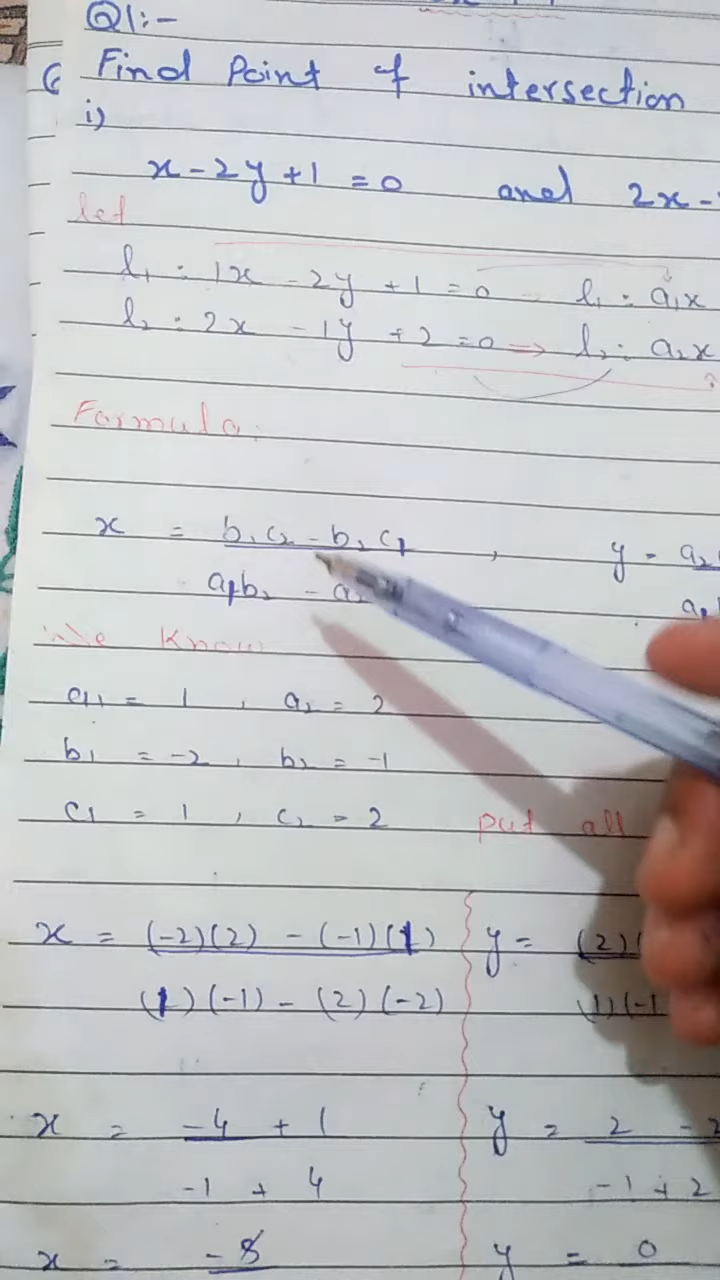 Q1:-
Find Point of intersection
i)
x - 2y + 1 = 0 and 2x -
let
l₁ : 1x - 2y + 1 = 0 l₁ : a₁x
l₂ : 2x - 1y + 2 = 0 => l₂ : a₂x
Formula:
x = b₁c₂ - b₂c₁ , y = a₂
a₁b₂ - a₂ a₁
We Know
a₁ = 1 , a₂ = 2
b₁ = -2 , b₂ = -1
c₁ = 1 , c₂ = 2 put all
x = (-2)(2) - (-1)(1) y = (2)(
(1)(-1) - (2)(-2) (1)(-1
x = -4 + 1 y = 2 - 2
-1 + 4 -1 + 2
x = -3 y = 0